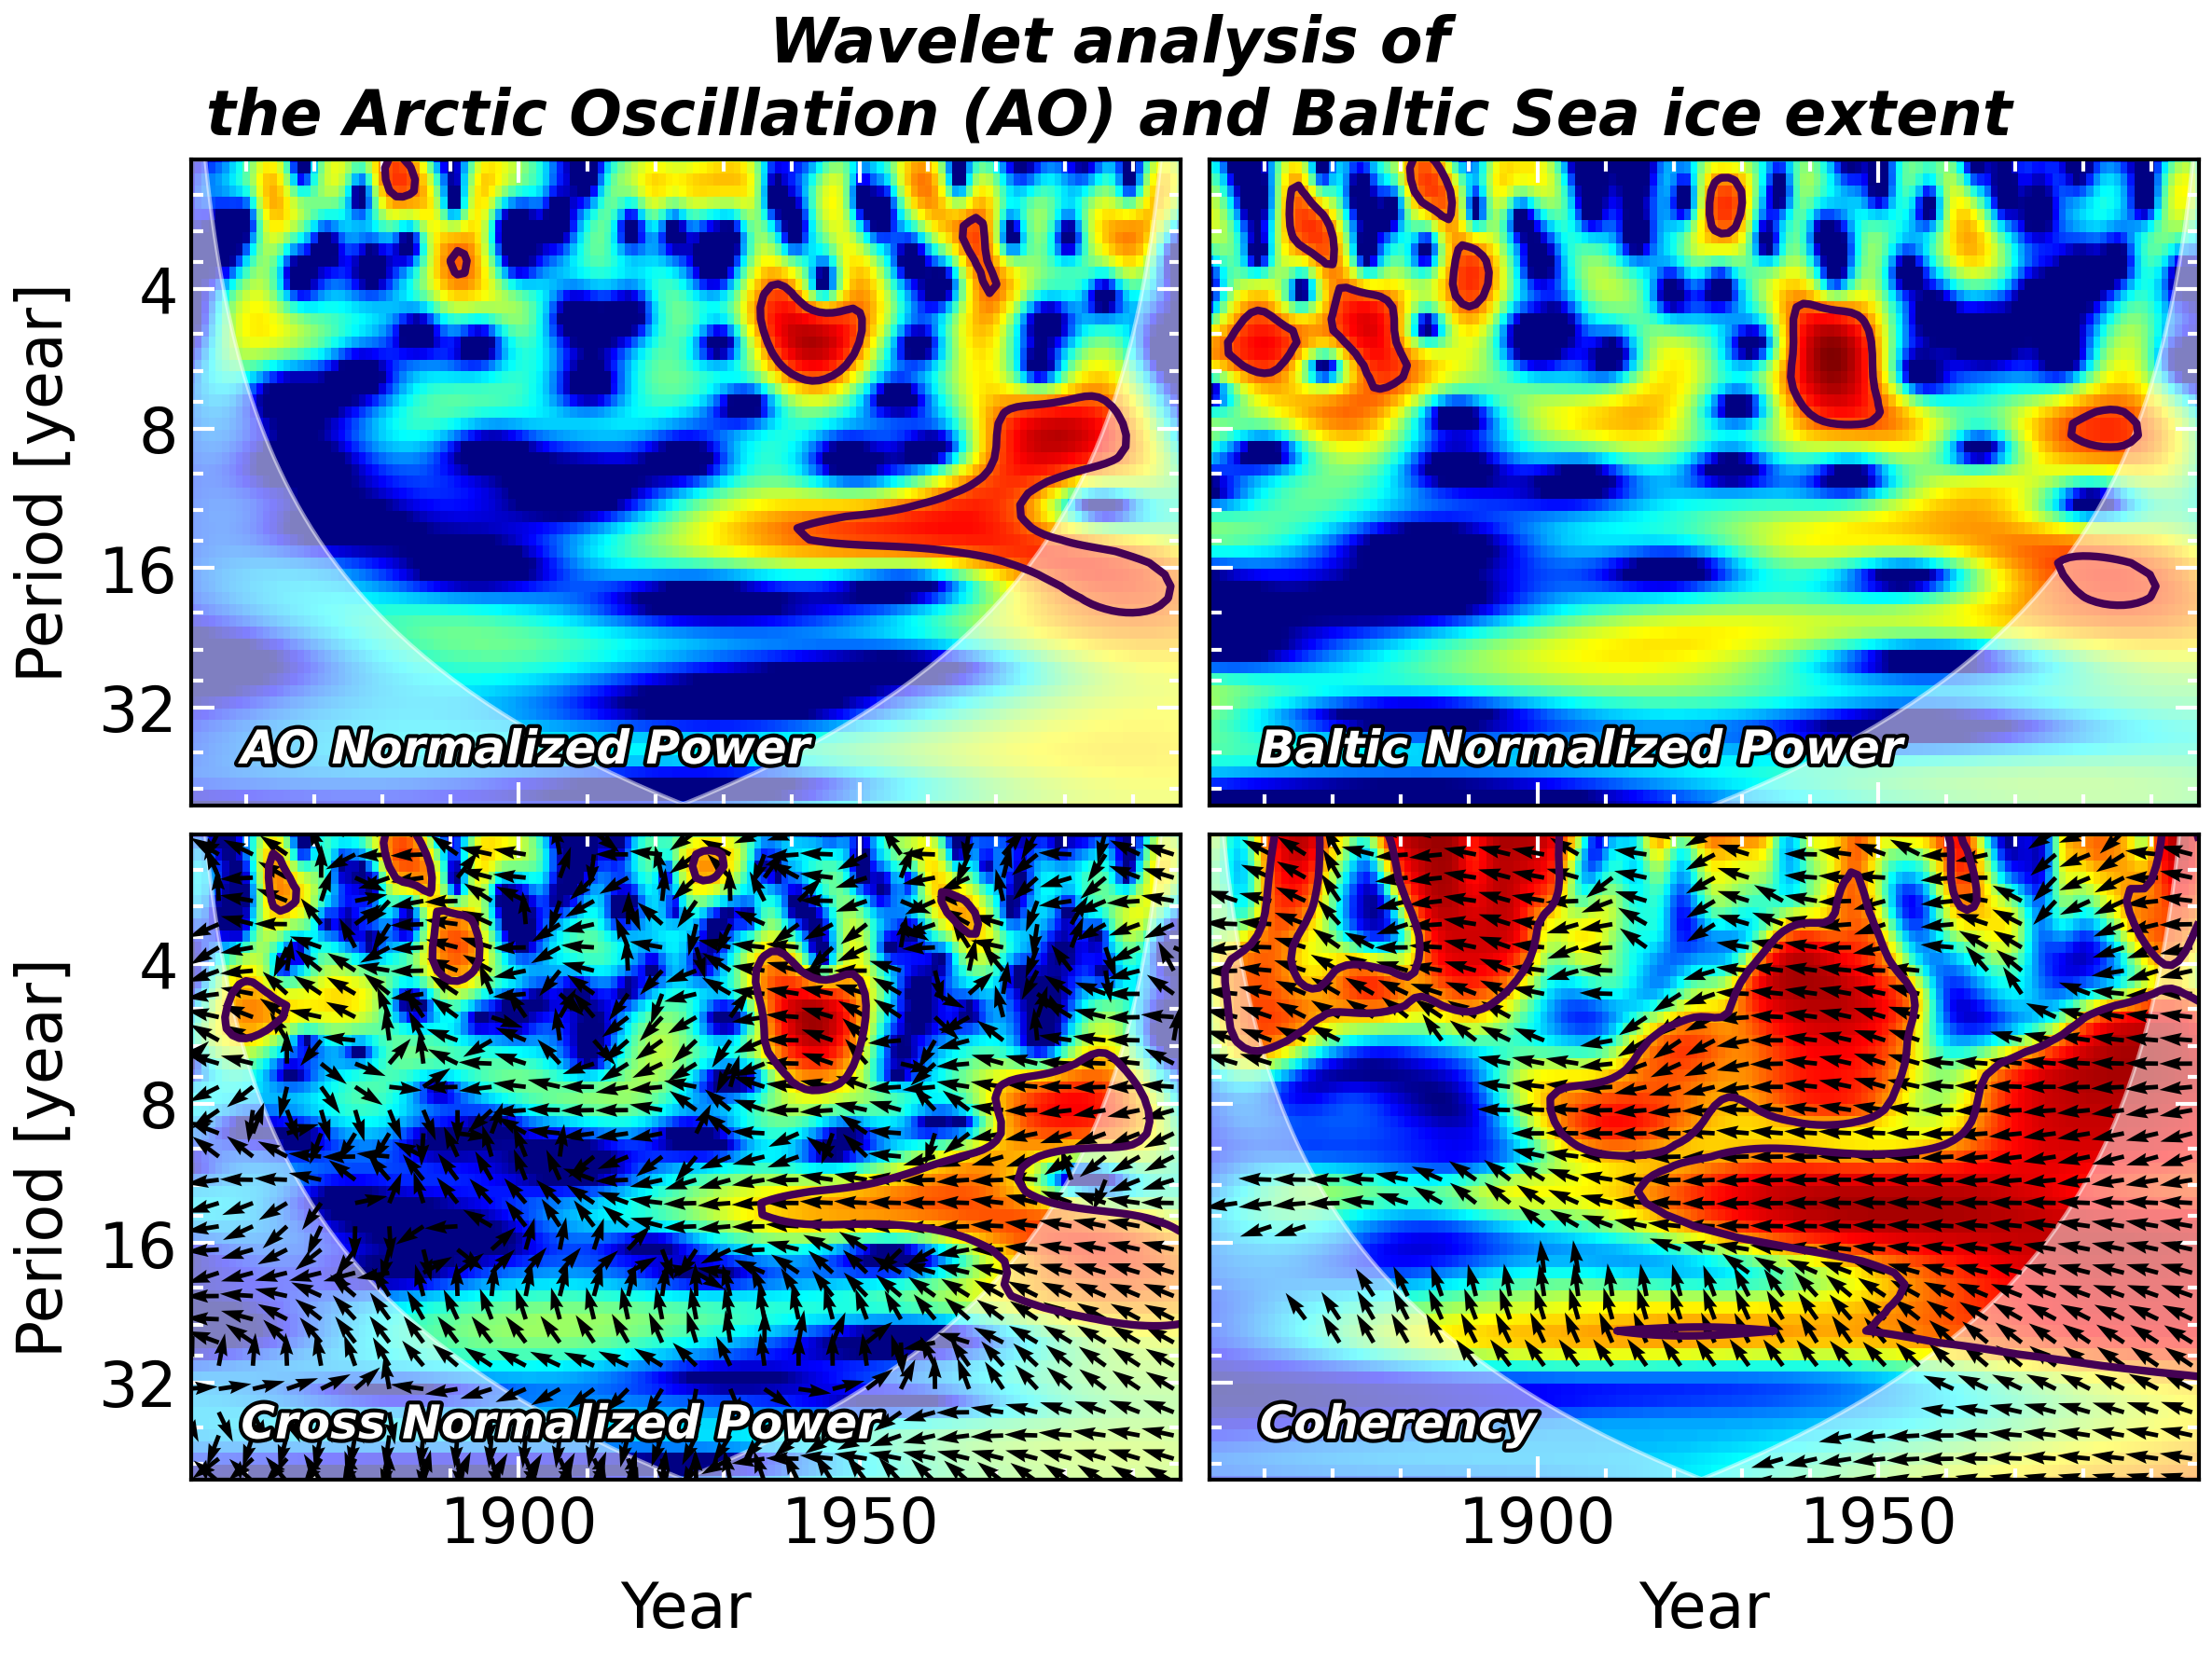 Wavelet analysis of
the Arctic Oscillation (AO) and Baltic Sea ice extent
Period [year]
4
8
16
32
AO Normalized Power
Baltic Normalized Power
Period [year]
4
8
16
32
Cross Normalized Power
Coherency
1900
1950
1900
1950
Year
Year